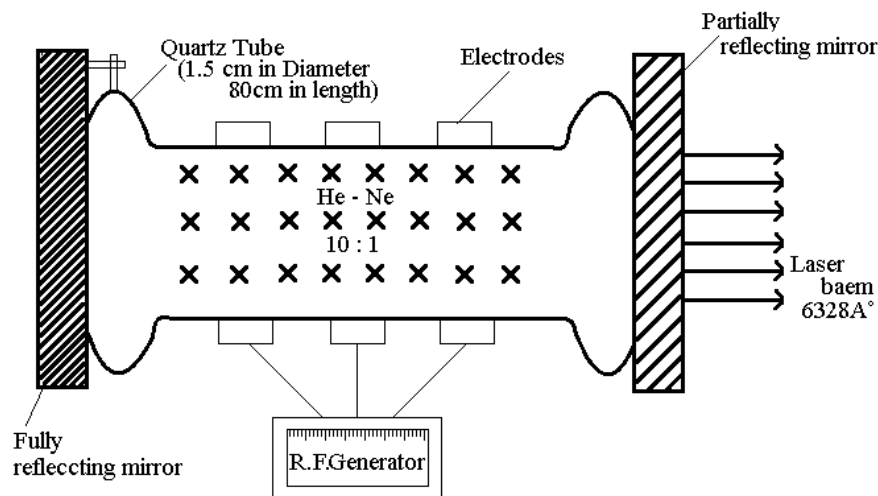 Quartz Tube
(1.5 cm in Diameter
80cm in length)
Electrodes
Partially
reflecting mirror
He - Ne
10 : 1
Laser
baem
6328A°
Fully
refleccting mirror
R.F.Generator